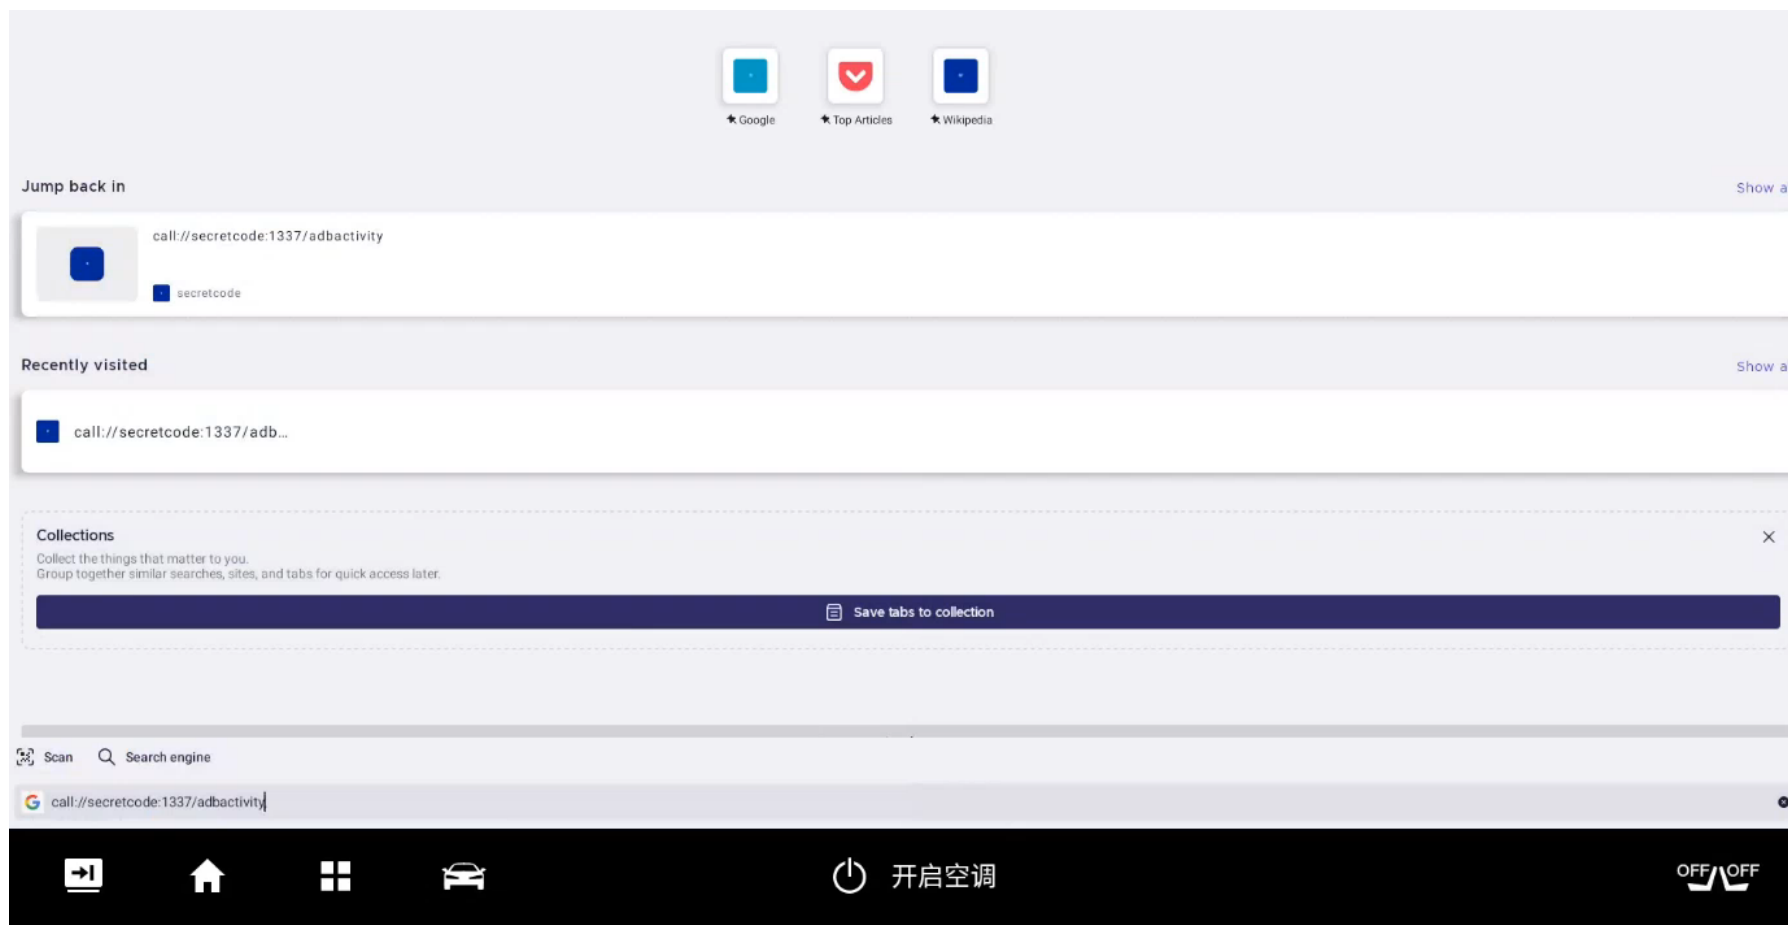 Google
Top Articles
Wikipedia
Jump back in
Show a
call://secretcode:1337/adbactivity
secretcode
Recently visited
Show a
call://secretcode:1337/adb…
Collections
Collect the things that matter to you.
Group together similar searches, sites, and tabs for quick access later.
Save tabs to collection
Scan
Search engine
call://secretcode:1337/adbactivity
开启空调
OFF
OFF